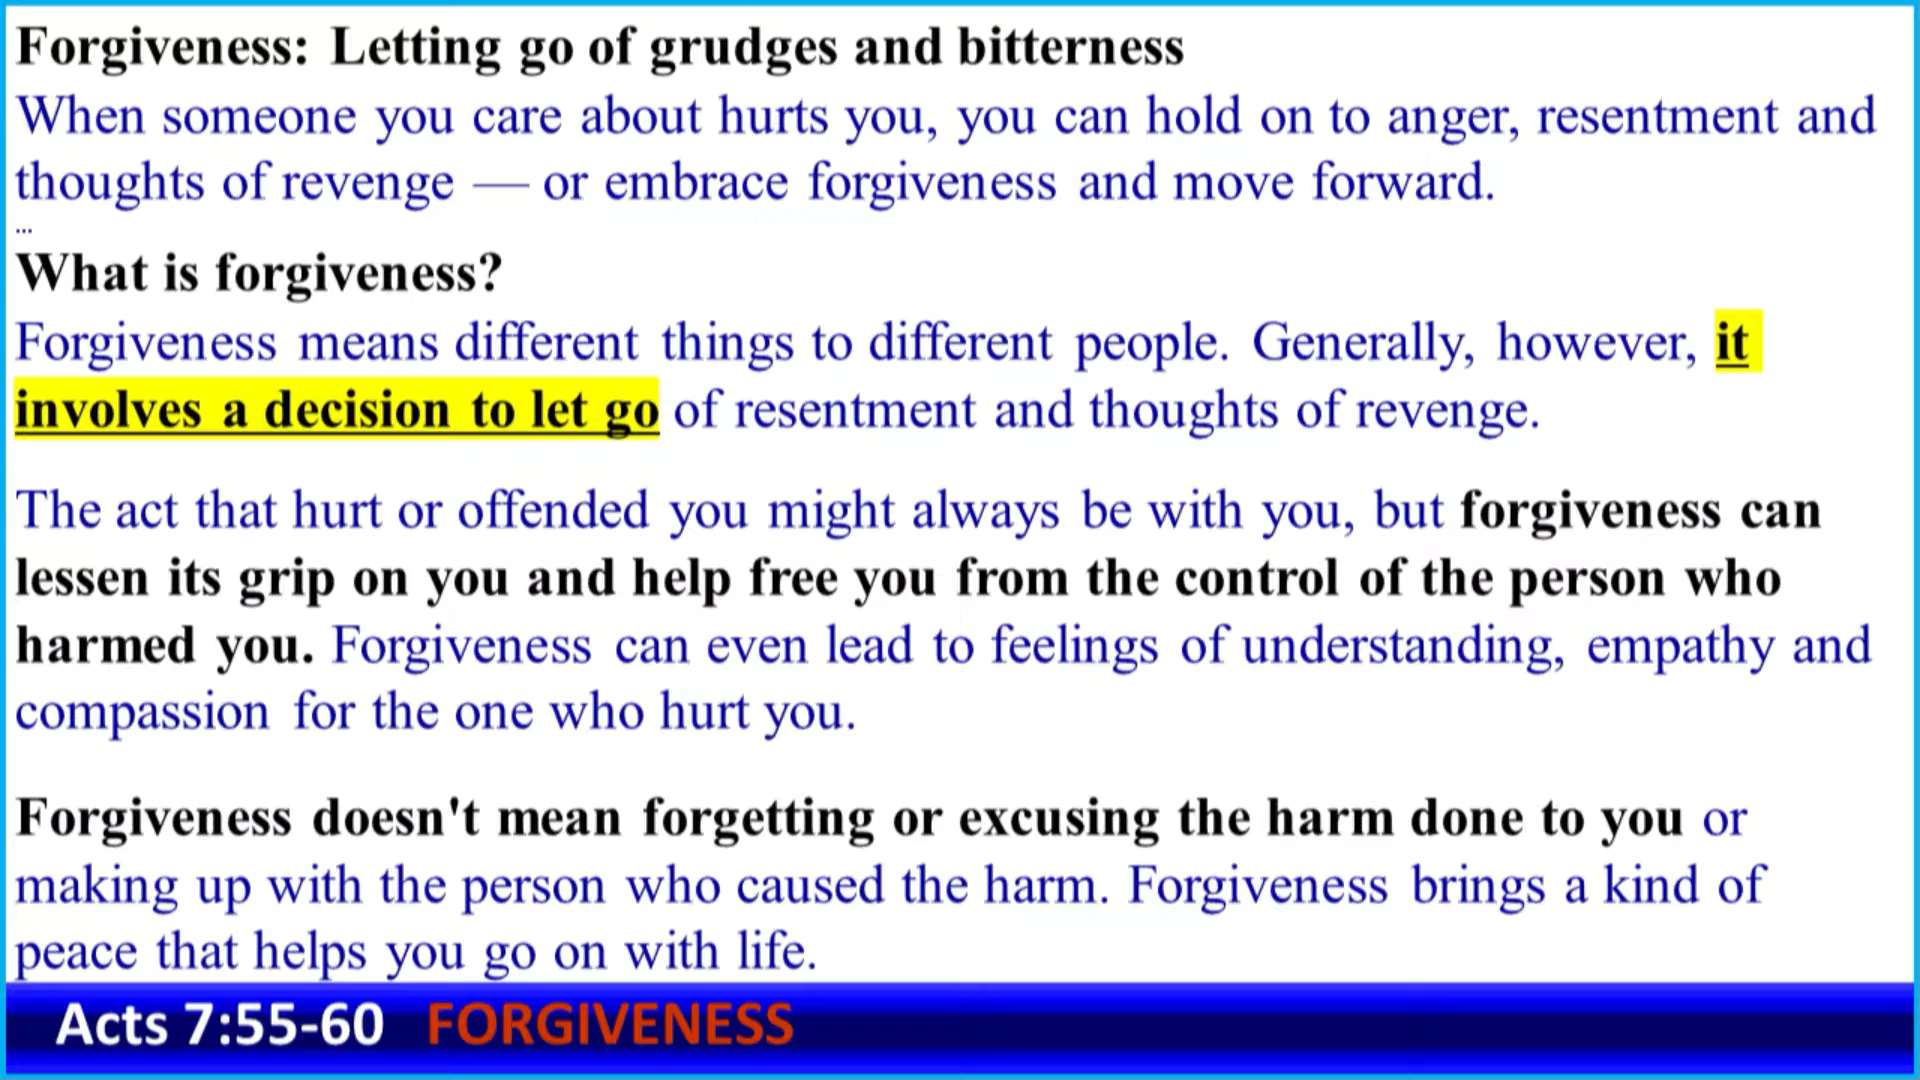 Forgiveness: Letting go of grudges and bitterness
When someone you care about hurts you, you can hold on to anger, resentment and
thoughts of revenge — or embrace forgiveness and move forward.
...
What is forgiveness?
Forgiveness means different things to different people. Generally, however, it
involves a decision to let go of resentment and thoughts of revenge.
The act that hurt or offended you might always be with you, but forgiveness can
lessen its grip on you and help free you from the control of the person who
harmed you. Forgiveness can even lead to feelings of understanding, empathy and
compassion for the one who hurt you.
Forgiveness doesn't mean forgetting or excusing the harm done to you or
making up with the person who caused the harm. Forgiveness brings a kind of
peace that helps you go on with life.
Acts 7:55-60 FORGIVENESS